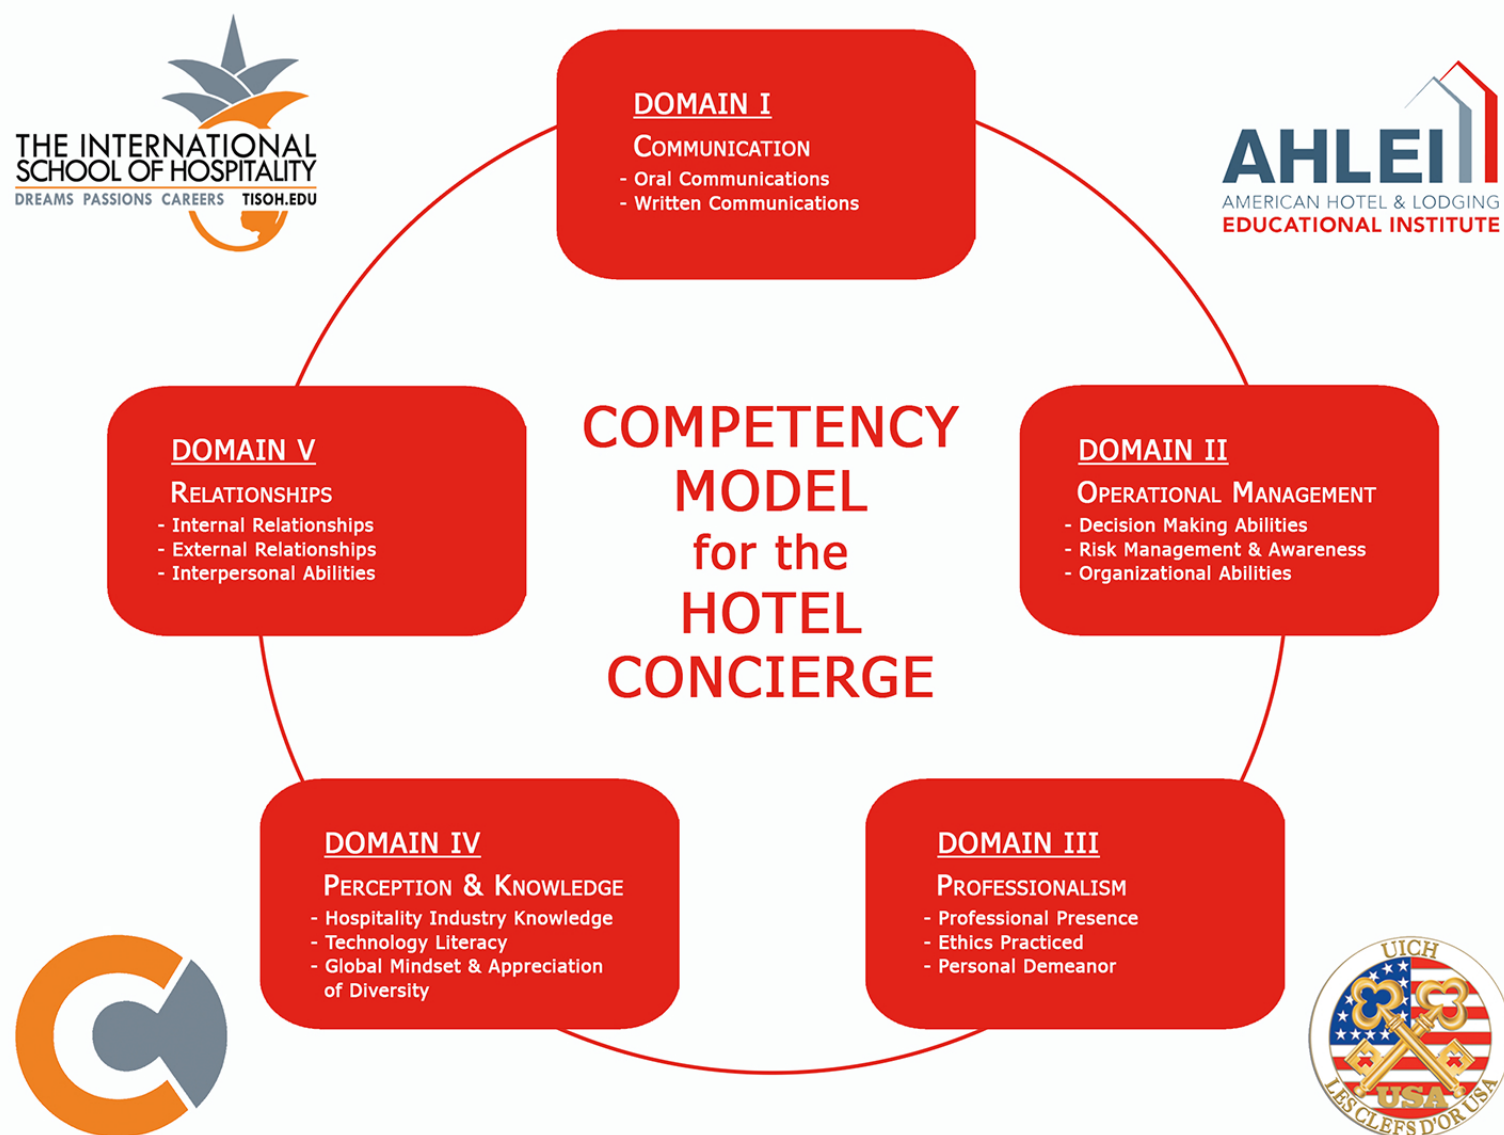 THE INTERNATIONAL
SCHOOL OF HOSPITALITY
DREAMS PASSIONS CAREERS TISOH.EDU
AHLEI
AMERICAN HOTEL & LODGING
EDUCATIONAL INSTITUTE
DOMAIN I
COMMUNICATION
- Oral Communications
- Written Communications
COMPETENCY
MODEL
for the
HOTEL
CONCIERGE
DOMAIN II
OPERATIONAL MANAGEMENT
- Decision Making Abilities
- Risk Management & Awareness
- Organizational Abilities
DOMAIN III
PROFESSIONALISM
- Professional Presence
- Ethics Practiced
- Personal Demeanor
DOMAIN IV
PERCEPTION & KNOWLEDGE
- Hospitality Industry Knowledge
- Technology Literacy
- Global Mindset & Appreciation
of Diversity
DOMAIN V
RELATIONSHIPS
- Internal Relationships
- External Relationships
- Interpersonal Abilities
UICH
USA
LES CLEFS D'OR USA